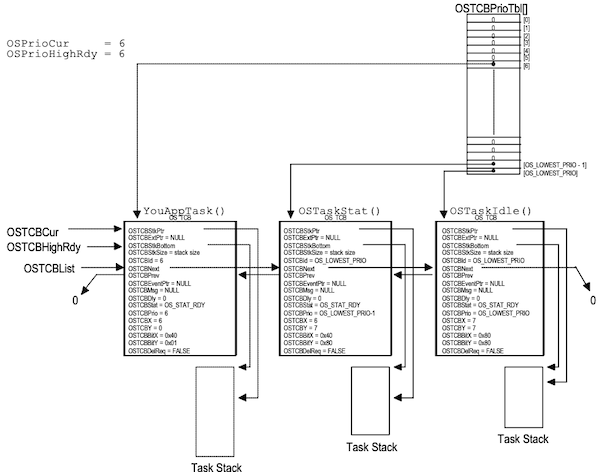 OSTCBPrioTbl[]
OSPrioCur = 6
OSPrioHighRdy = 6
0 [0]
0 [1]
0 [2]
0 [3]
0 [4]
0 [5]
[6]
0
0
0
[OS_LOWEST_PRIO - 1]
[OS_LOWEST_PRIO]
YouAppTask()
OS_TCB
OSTCBCur
OSTCBHighRdy
OSTCBList
0
OSTCBStkPtr
OSTCBExtPtr = NULL
OSTCBStkBottom
OSTCBStkSize = stack size
OSTCBId = 6
OSTCBNext
OSTCBPrev
OSTCBEventPtr = NULL
OSTCBMsg = NULL
OSTCBDly = 0
OSTCBStat = OS_STAT_RDY
OSTCBPrio = 6
OSTCBX = 6
OSTCBY = 0
OSTCBBitX = 0x40
OSTCBBitY = 0x01
OSTCBDelReq = FALSE
Task Stack
OSTaskStat()
OS_TCB
OSTCBStkPtr
OSTCBExtPtr = NULL
OSTCBStkBottom
OSTCBStkSize = stack size
OSTCBId = OS_LOWEST_PRIO
OSTCBNext
OSTCBPrev
OSTCBEventPtr = NULL
OSTCBMsg = NULL
OSTCBDly = 0
OSTCBStat = OS_STAT_RDY
OSTCBPrio = OS_LOWEST_PRIO-1
OSTCBX = 6
OSTCBY = 7
OSTCBBitX = 0x40
OSTCBBitY = 0x80
OSTCBDelReq = FALSE
Task Stack
OSTaskIdle()
OS_TCB
OSTCBStkPtr
OSTCBExtPtr = NULL
OSTCBStkBottom
OSTCBStkSize = stack size
OSTCBId = OS_LOWEST_PRIO
OSTCBNext
OSTCBPrev
OSTCBEventPtr = NULL
OSTCBMsg = NULL
OSTCBDly = 0
OSTCBStat = OS_STAT_RDY
OSTCBPrio = OS_LOWEST_PRIO
OSTCBX = 7
OSTCBY = 7
OSTCBBitX = 0x80
OSTCBBitY = 0x80
OSTCBDelReq = FALSE
0
Task Stack